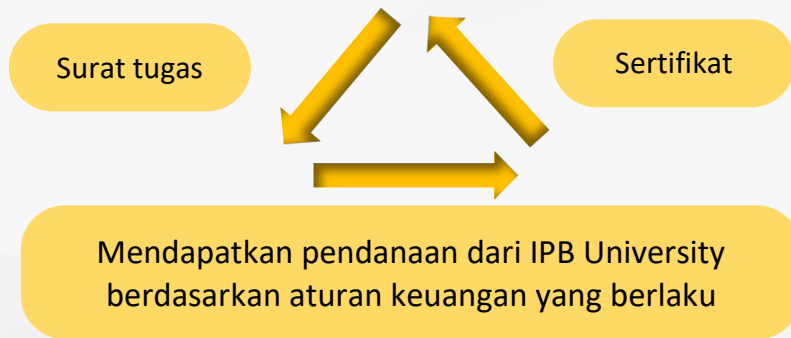 Surat tugas
Sertifikat
Mendapatkan pendanaan dari IPB University
berdasarkan aturan keuangan yang berlaku